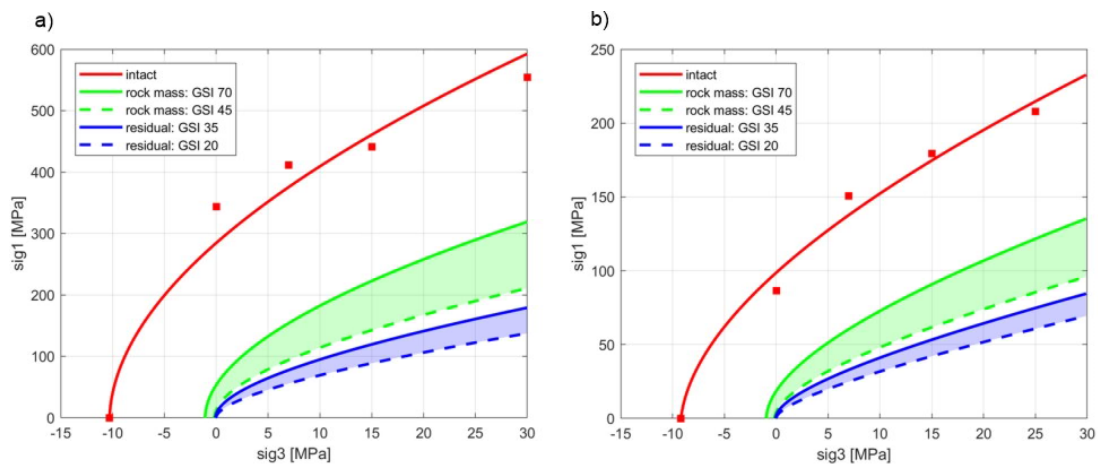 a)
600
500
400
300
200
100
0
sig1 [MPa]
intact
rock mass: GSI 70
rock mass: GSI 45
residual: GSI 35
residual: GSI 20
-15 -10 -5 0 5 10 15 20 25 30
sig3 [MPa]
b)
250
200
150
100
50
0
sig1 [MPa]
intact
rock mass: GSI 70
rock mass: GSI 45
residual: GSI 35
residual: GSI 20
-15 -10 -5 0 5 10 15 20 25 30
sig3 [MPa]